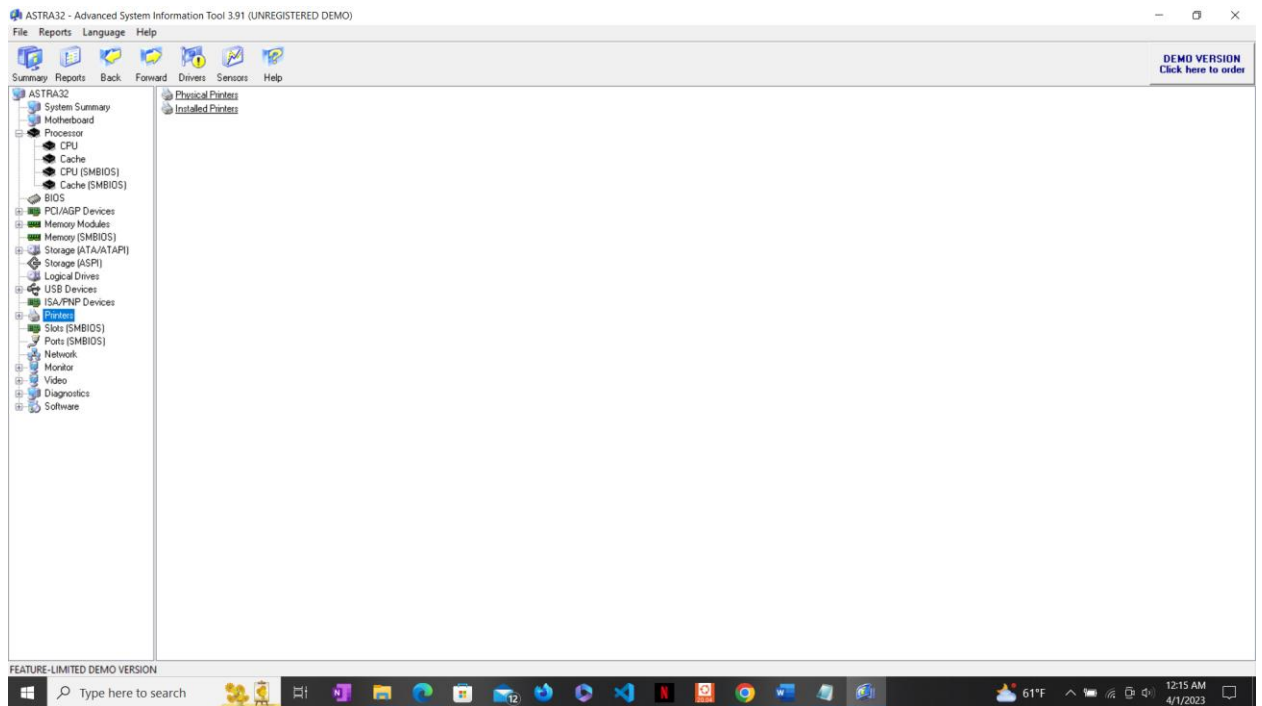 ASTRA32 - Advanced System Information Tool 3.91 (UNREGISTERED DEMO)
File Reports Language Help
Summary Reports Back Forward Drivers Sensors Help
DEMO VERSION
Click here to order
ASTRA32
System Summary
Motherboard
Processor
CPU
Cache
CPU (SMBIOS)
Cache (SMBIOS)
BIOS
PCI/AGP Devices
Memory Modules
Memory (SMBIOS)
Storage (ATA/ATAPI)
Storage (ASPI)
Logical Drives
USB Devices
ISA/PNP Devices
Printers
Slots (SMBIOS)
Ports (SMBIOS)
Network
Monitor
Video
Diagnostics
Software
Physical Printers
Installed Printers
FEATURE-LIMITED DEMO VERSION
Type here to search
12
61°F
12:15 AM
4/1/2023